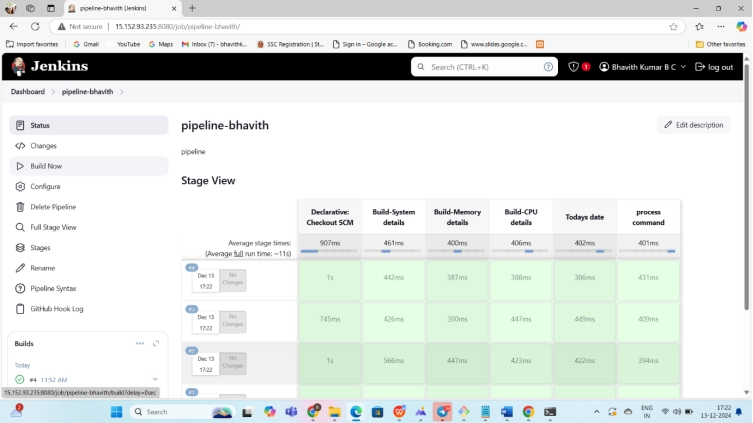 pipeline-bhavith [Jenkins]
Not secure
15.152.93.235:8080/job/pipeline-bhavith/
Import favorites
Gmail
YouTube
Maps
Inbox (7) - bhavithk...
SSC Registration | St...
Sign in – Google ac...
Booking.com
www.slides.google.c...
Other favorites
Jenkins
Search (CTRL+K)
1
Bhavith Kumar B C
log out
Dashboard
pipeline-bhavith
Status
Changes
Build Now
Configure
Delete Pipeline
Full Stage View
Stages
Rename
Pipeline Syntax
GitHub Hook Log
Builds
Today
#4 11:52 AM
15.152.93.235:8080/job/pipeline-bhavith/build?delay=0sec
pipeline-bhavith
Edit description
pipeline
Stage View
Declarative: Checkout SCM
Build-System details
Build-Memory details
Build-CPU details
Todays date
process command
Average stage times:
(Average full run time: ~11s)
907ms
461ms
400ms
406ms
402ms
401ms
#4
Dec 13
17:22
No Changes
1s
442ms
387ms
388ms
386ms
431ms
#3
Dec 13
17:22
No Changes
745ms
426ms
390ms
447ms
449ms
409ms
#2
Dec 13
17:22
No Changes
1s
566ms
447ms
423ms
422ms
394ms
#1
Dec 13
No
2
Search
ENG
IN
17:22
13-12-2024